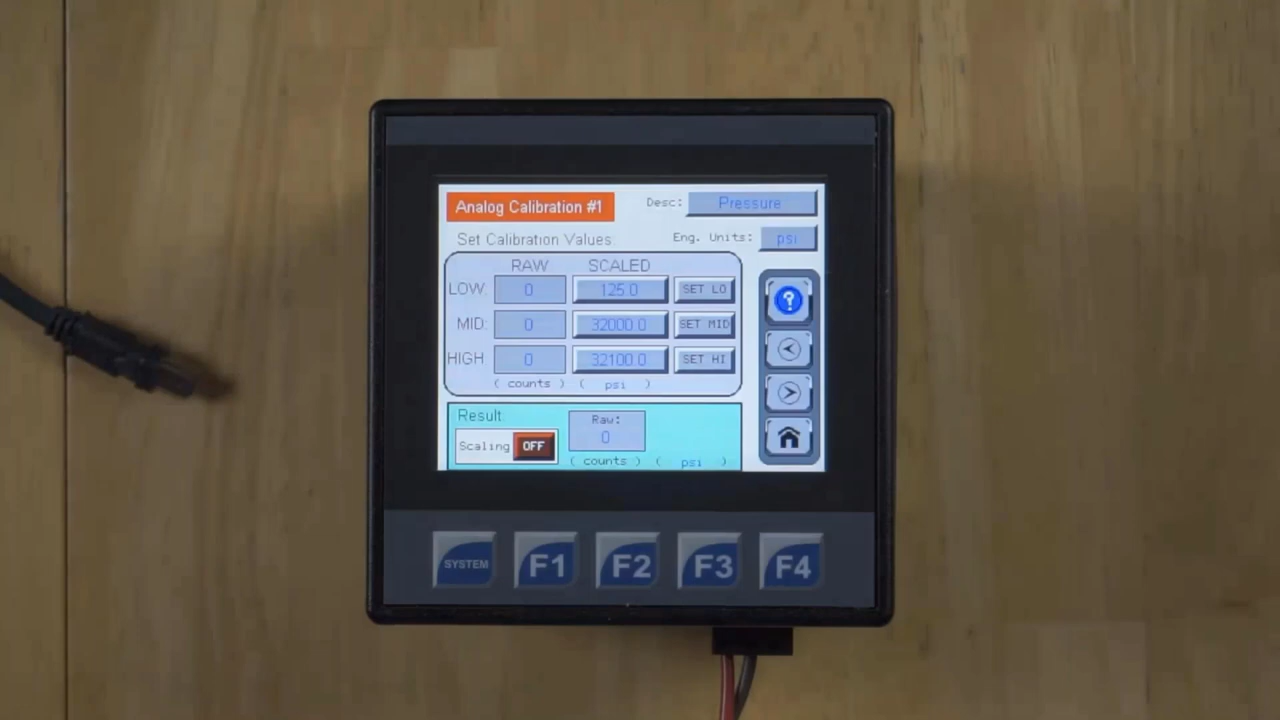 Analog Calibration #1 Desc: Pressure
Set Calibration Values: Eng. Units: psi
RAW SCALED
LOW: 0 125.0 SET LO
MID: 0 32000.0 SET MID
HIGH 0 32100.0 SET HI
( counts ) ( psi )
Result Raw:
Scaling OFF 0
( counts ) ( psi )
?
SYSTEM F1 F2 F3 F4